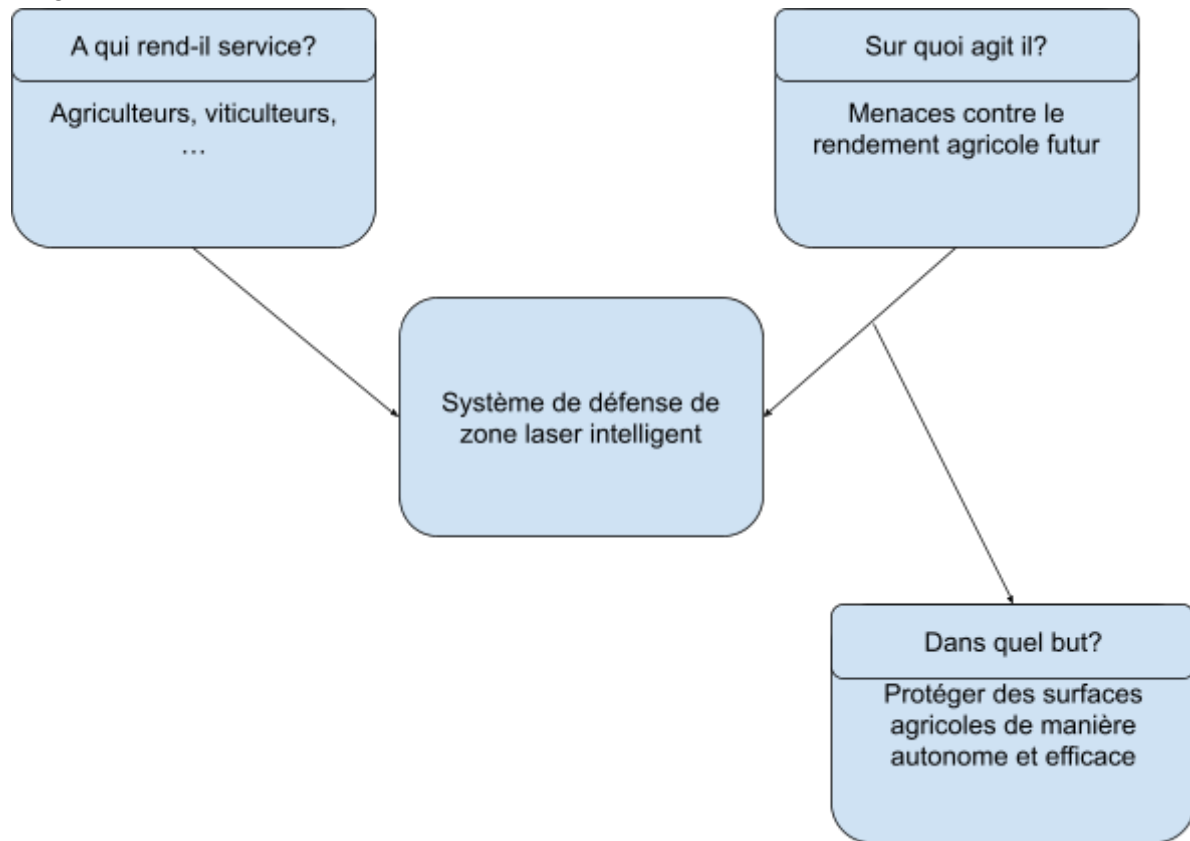 A qui rend-il service?
Agriculteurs, viticulteurs,
…
Sur quoi agit il?
Menaces contre le
rendement agricole futur
Système de défense de
zone laser intelligent
Dans quel but?
Protéger des surfaces
agricoles de manière
autonome et efficace